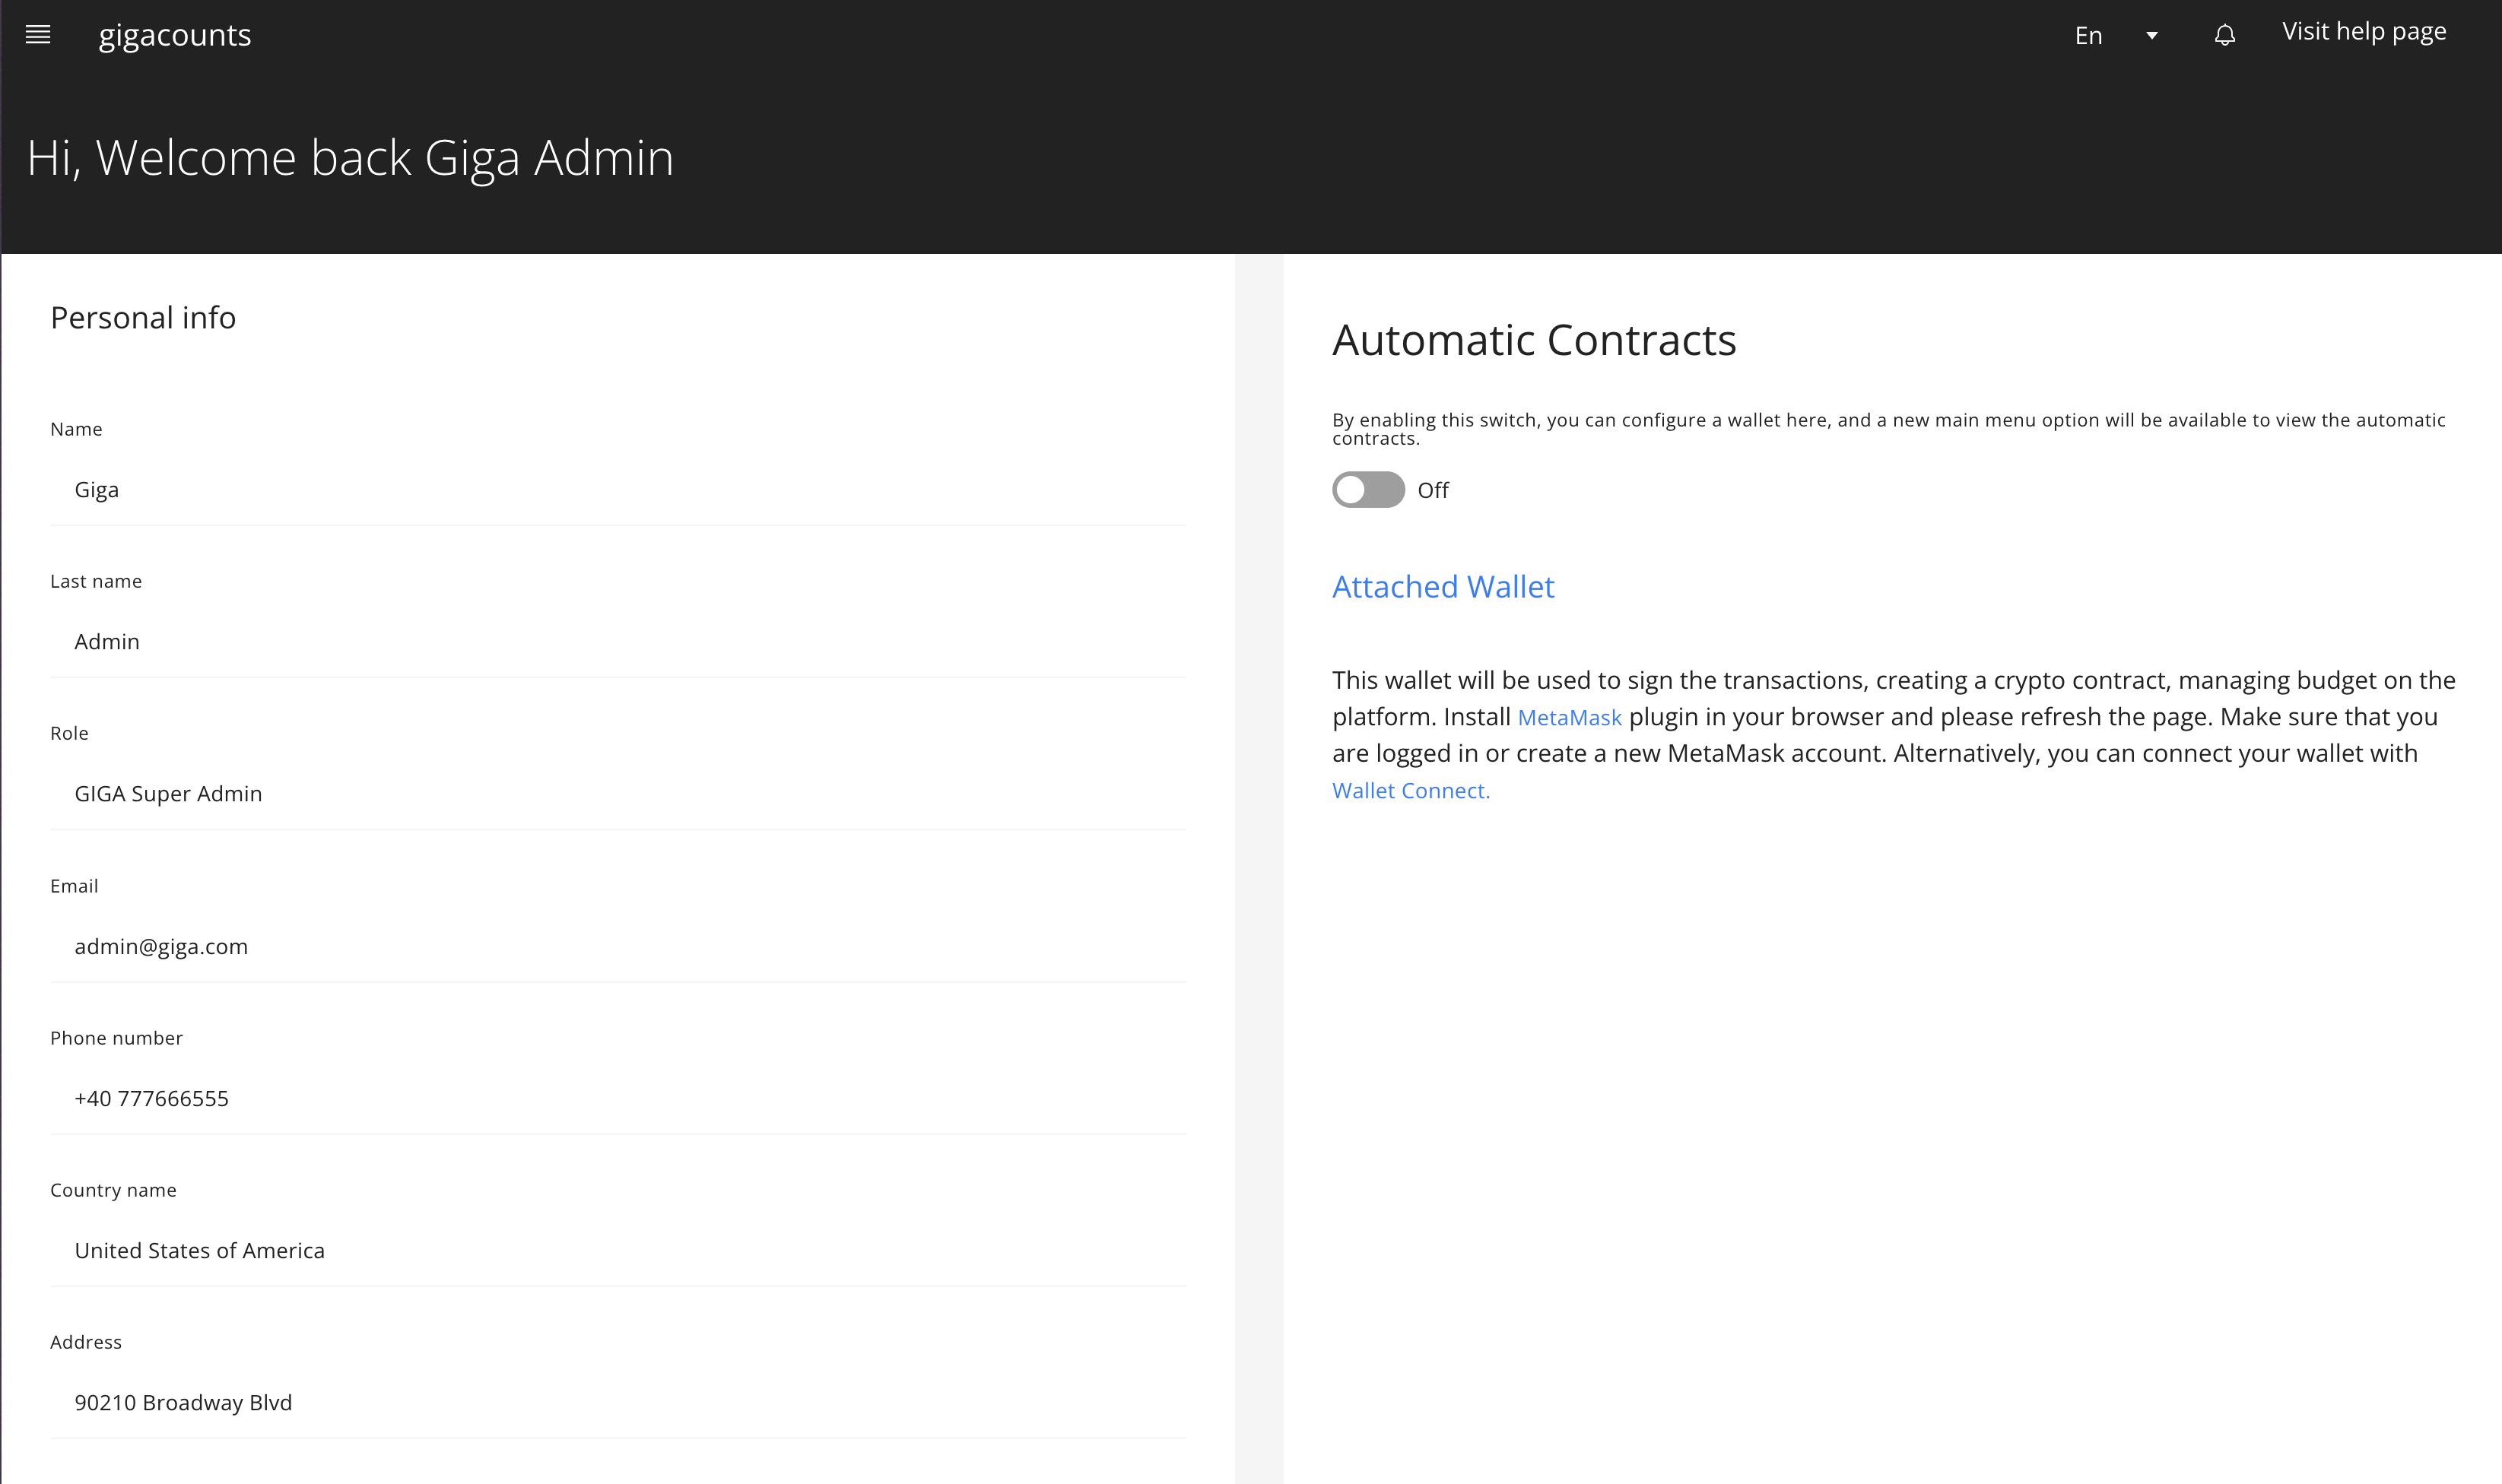 gigacounts
En
Visit help page
Hi, Welcome back Giga Admin
Personal info
Name
Giga
Last name
Admin
Role
GIGA Super Admin
Email
admin@giga.com
Phone number
+40 777666555
Country name
United States of America
Address
90210 Broadway Blvd
Automatic Contracts
By enabling this switch, you can configure a wallet here, and a new main menu option will be available to view the automatic
contracts.
Off
Attached Wallet
This wallet will be used to sign the transactions, creating a crypto contract, managing budget on the
platform. Install MetaMask plugin in your browser and please refresh the page. Make sure that you
are logged in or create a new MetaMask account. Alternatively, you can connect your wallet with
Wallet Connect.